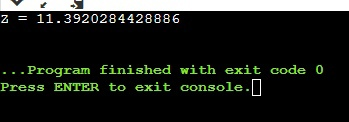 z = 11.3920284428886
...Program finished with exit code 0
Press ENTER to exit console.